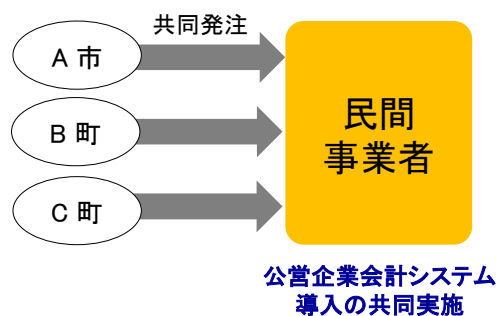 共同発注
A 市
B 町
C 町
民間
事業者
公営企業会計システム
導入の共同実施